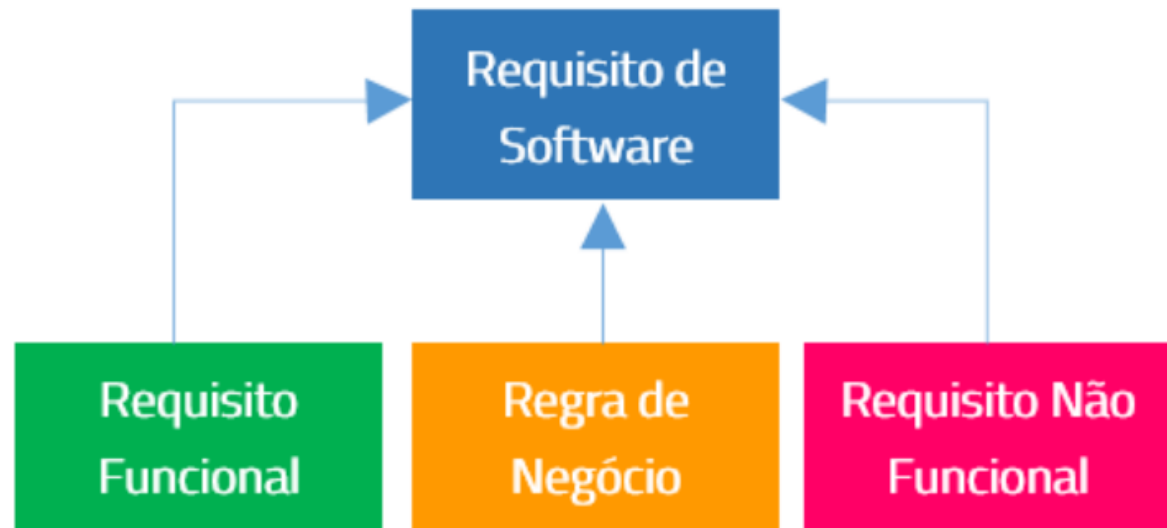 Requisito de
Software
Requisito
Funcional
Regra de
Negócio
Requisito Não
Funcional